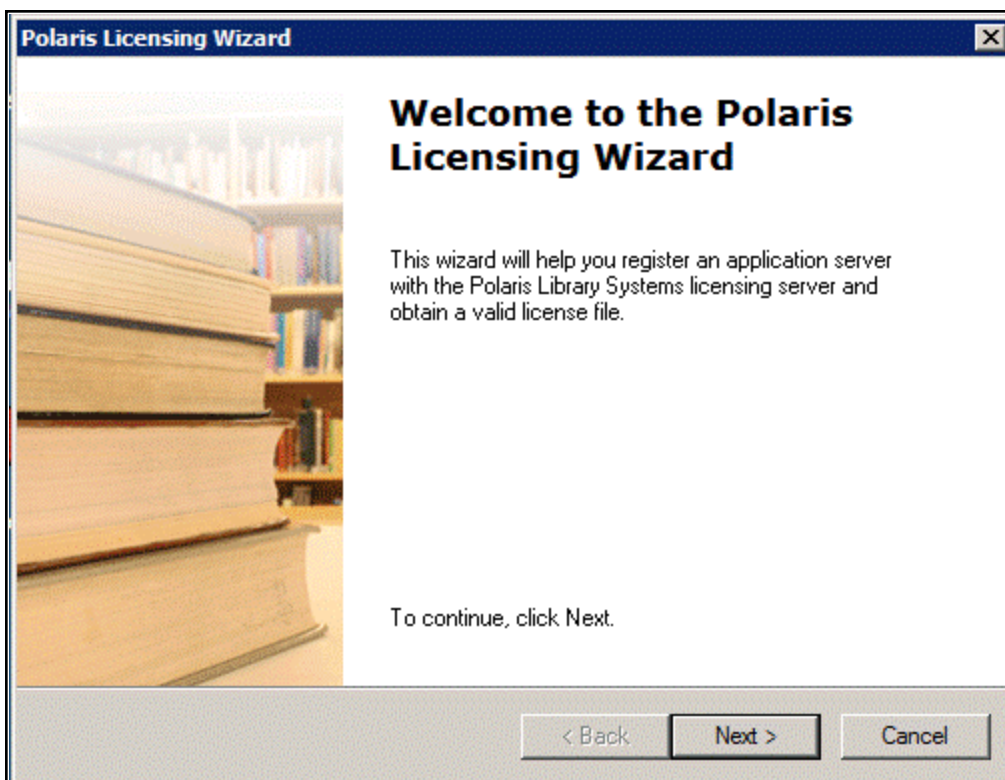 Polaris Licensing Wizard
Welcome to the Polaris
Licensing Wizard
This wizard will help you register an application server
with the Polaris Library Systems licensing server and
obtain a valid license file.
To continue, click Next.
< Back
Next >
Cancel